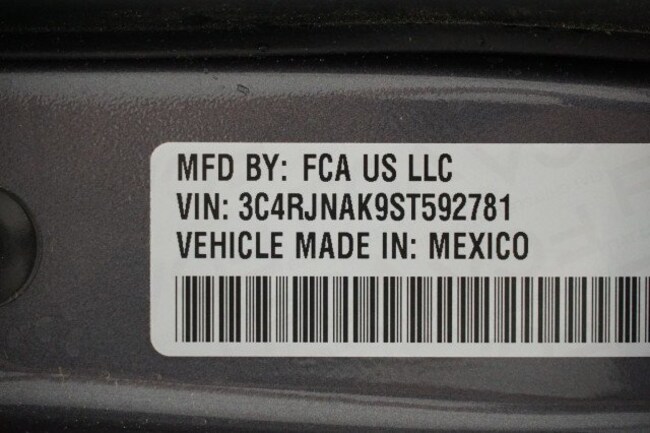 MFD BY: FCA US LLC
VIN: 3C4RJNAK9ST592781
VEHICLE MADE IN: MEXICO